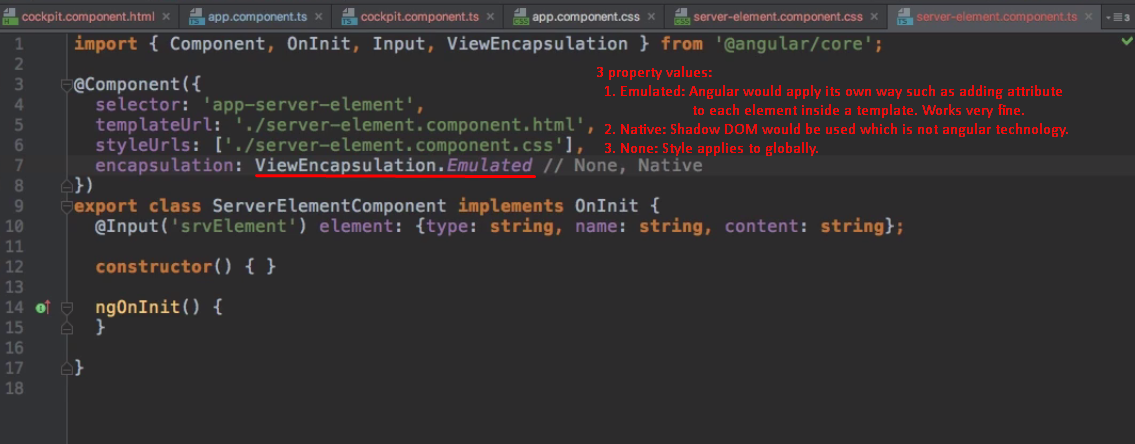 cockpit.component.html × app.component.ts × cockpit.component.ts × app.component.css × server-element.component.css × server-element.component.ts × 3
1 import { Component, OnInit, Input, ViewEncapsulation } from '@angular/core';
2
3 @Component({
3 property values:
4 selector: 'app-server-element',
1. Emulated: Angular would apply its own way such as adding attribute
to each element inside a template. Works very fine.
5 templateUrl: './server-element.component.html',
2. Native: Shadow DOM would be used which is not angular technology.
6 styleUrls: ['./server-element.component.css'],
3. None: Style applies to globally.
7 encapsulation: ViewEncapsulation.Emulated // None, Native
8 })
9 export class ServerElementComponent implements OnInit {
10 @Input('srvElement') element: {type: string, name: string, content: string};
11
12 constructor() { }
13
14 ngOnInit() {
15 }
16
17 }
18